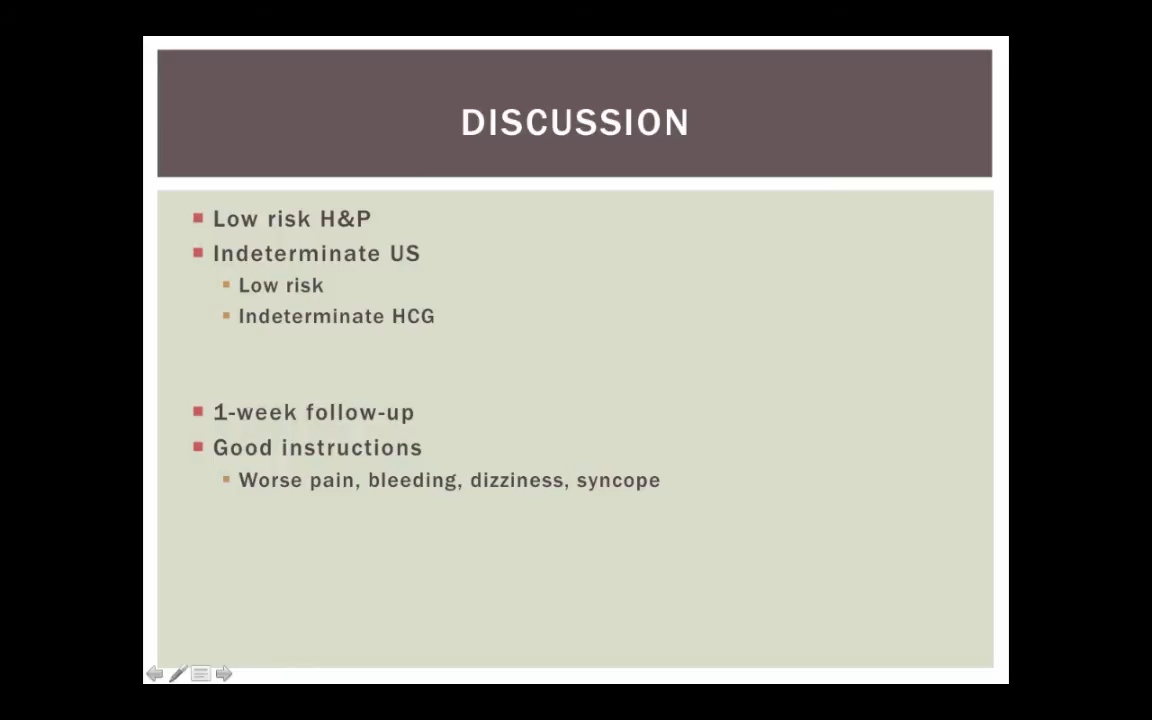 DISCUSSION
Low risk H&P
Indeterminate US
Low risk
Indeterminate HCG
1-week follow-up
Good instructions
Worse pain, bleeding, dizziness, syncope